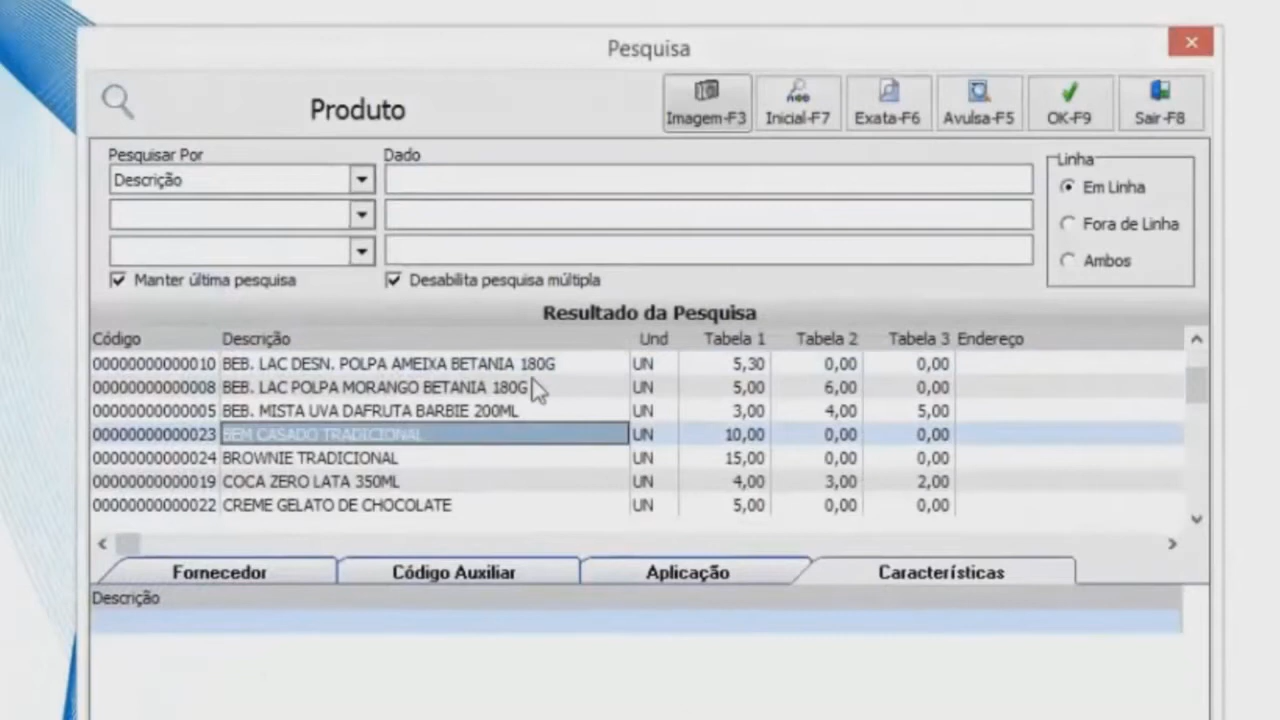 Pesquisa
Produto
Imagem-F3 Inicial-F7 Exata-F6 Avulsa-F5 OK-F9 Sair-F8
Pesquisar Por Dado Linha
Descrição Em Linha
Fora de Linha
Ambos
Manter última pesquisa Desabilita pesquisa múltipla
Resultado da Pesquisa
Código Descrição Und Tabela 1 Tabela 2 Tabela 3 Endereço
00000000000010 BEB. LAC DESN. POLPA AMEIXA BETANIA 180G UN 5,30 0,00 0,00
00000000000008 BEB. LAC POLPA MORANGO BETANIA 180G UN 5,00 6,00 0,00
00000000000005 BEB. MISTA UVA DAFRUTA BARBIE 200ML UN 3,00 4,00 5,00
00000000000023 BEM CASADO TRADICIONAL UN 10,00 0,00 0,00
00000000000024 BROWNIE TRADICIONAL UN 15,00 0,00 0,00
00000000000019 COCA ZERO LATA 350ML UN 4,00 3,00 2,00
00000000000022 CREME GELATO DE CHOCOLATE UN 5,00 0,00 0,00
Fornecedor Código Auxiliar Aplicação Características
Descrição